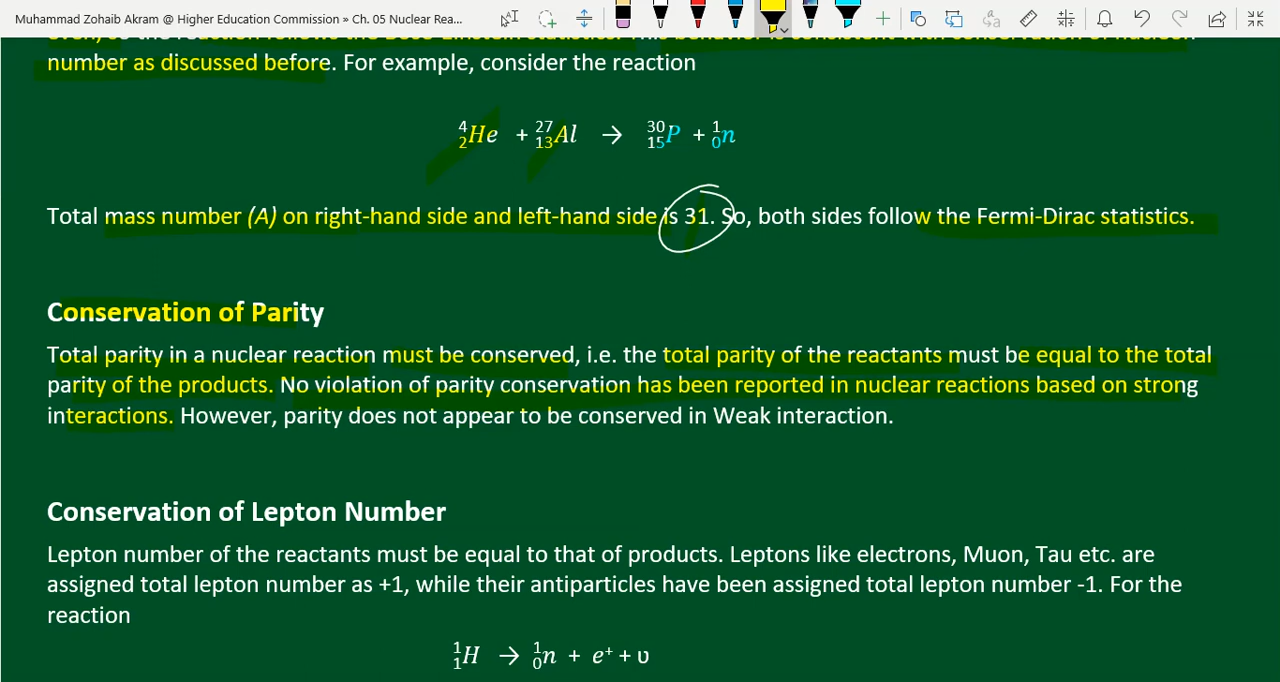 Muhammad Zohaib Akram @ Higher Education Commission » Ch. 05 Nuclear Rea...
number as discussed before. For example, consider the reaction
⁴₂He + ²⁷₁₃Al → ³⁰₁₅P + ¹₀n
Total mass number (A) on right-hand side and left-hand side is 31. So, both sides follow the Fermi-Dirac statistics.
Conservation of Parity
Total parity in a nuclear reaction must be conserved, i.e. the total parity of the reactants must be equal to the total
parity of the products. No violation of parity conservation has been reported in nuclear reactions based on strong
interactions. However, parity does not appear to be conserved in Weak interaction.
Conservation of Lepton Number
Lepton number of the reactants must be equal to that of products. Leptons like electrons, Muon, Tau etc. are
assigned total lepton number as +1, while their antiparticles have been assigned total lepton number -1. For the
reaction
¹₁H → ¹₀n + e⁺ + υ